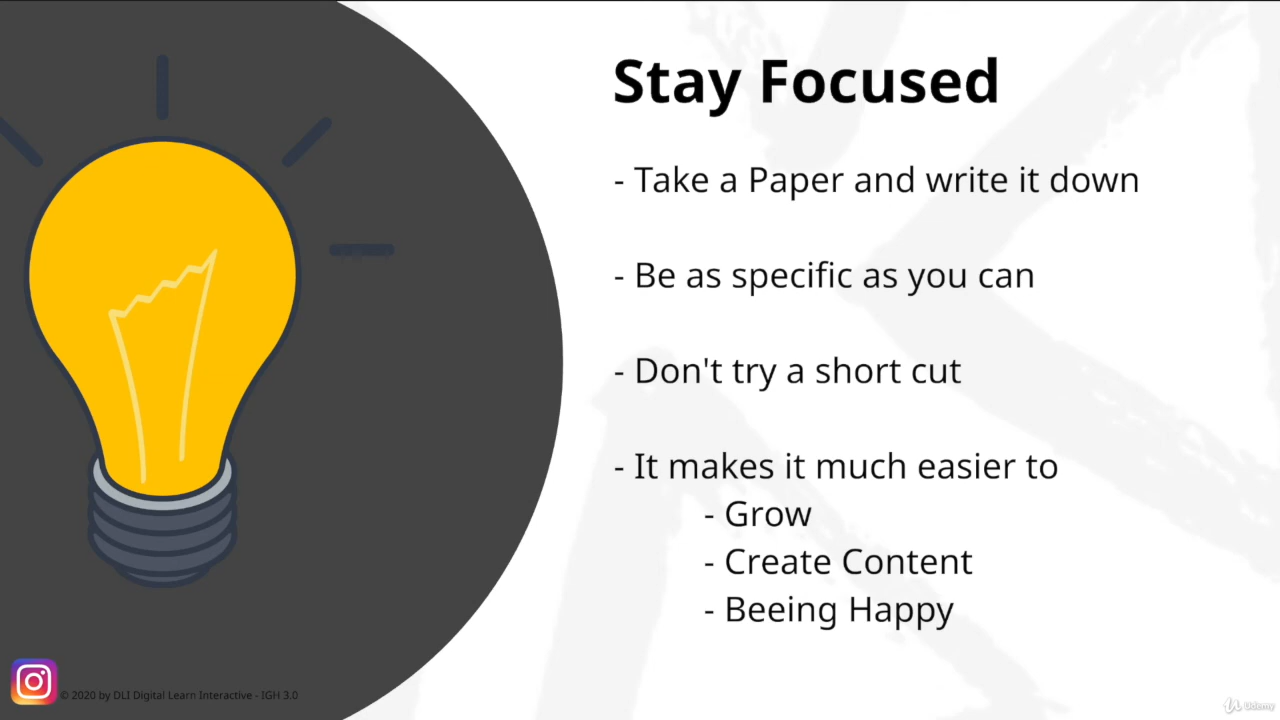 Stay Focused
- Take a Paper and write it down
- Be as specific as you can
- Don't try a short cut
- It makes it much easier to
- Grow
- Create Content
- Beeing Happy
© 2020 by DLI Digital Learn Interactive - IGH 3.0
Udemy